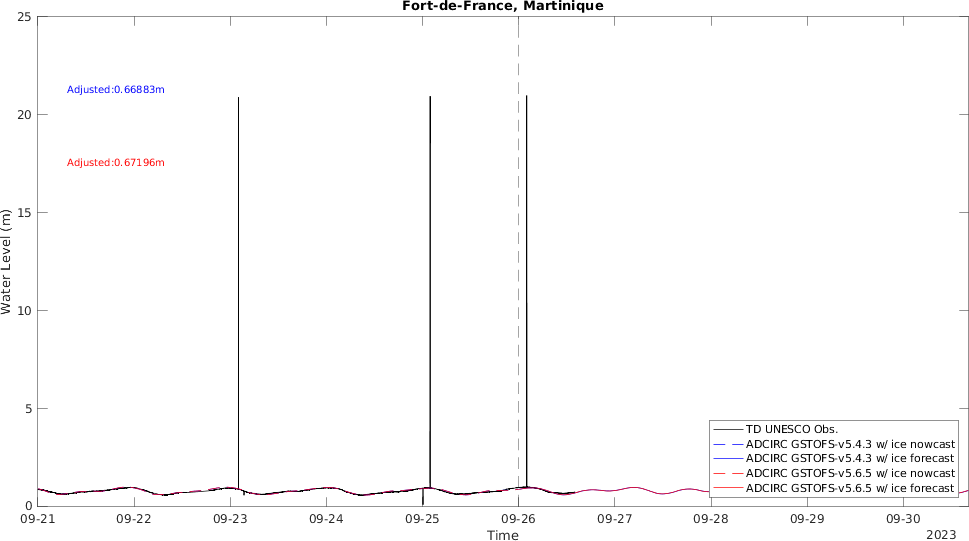 Fort-de-France, Martinique
25
20
15
10
5
0
Water Level (m)
Adjusted:0.66883m
Adjusted:0.67196m
TD UNESCO Obs.
ADCIRC GSTOFS-v5.4.3 w/ ice nowcast
ADCIRC GSTOFS-v5.4.3 w/ ice forecast
ADCIRC GSTOFS-v5.6.5 w/ ice nowcast
ADCIRC GSTOFS-v5.6.5 w/ ice forecast
09-21 09-22 09-23 09-24 09-25 09-26 09-27 09-28 09-29 09-30
Time
2023